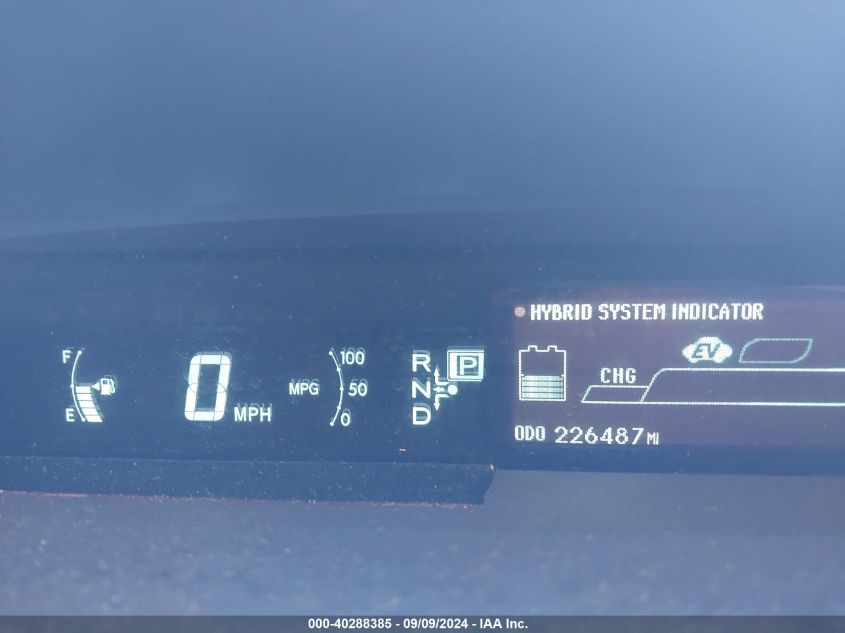 HYBRID SYSTEM INDICATOR
F
E
0 MPH
MPG
100
50
0
R
N
D
P
EV
CHG
ODO 226487 MI
000-40288385 - 09/09/2024 - IAA Inc.